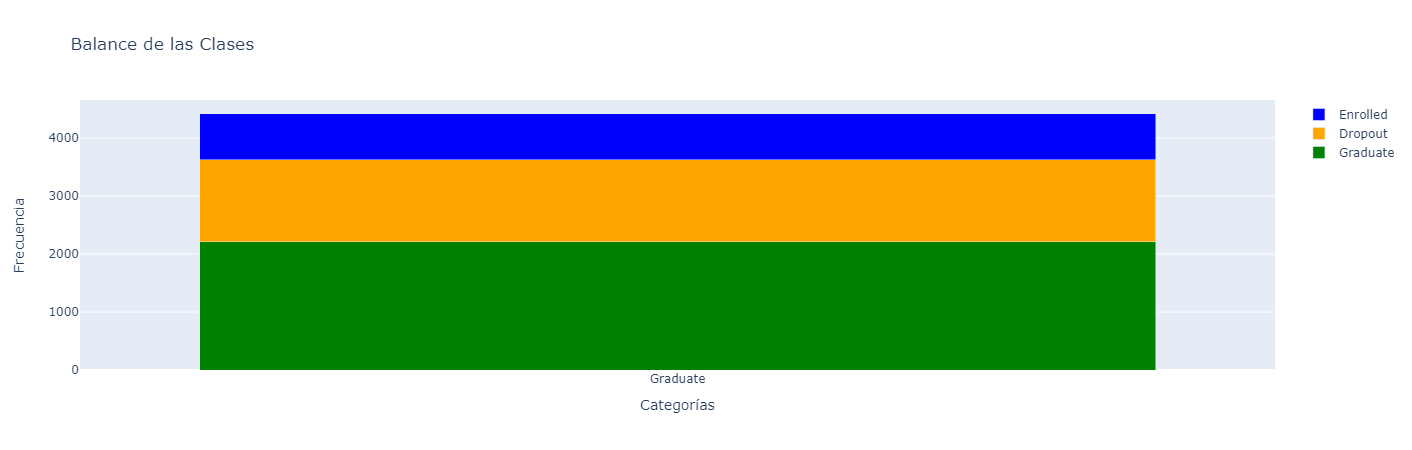 Balance de las Clases
Enrolled
Dropout
Graduate
Frecuencia
4000
3000
2000
1000
0
Graduate
Categorías